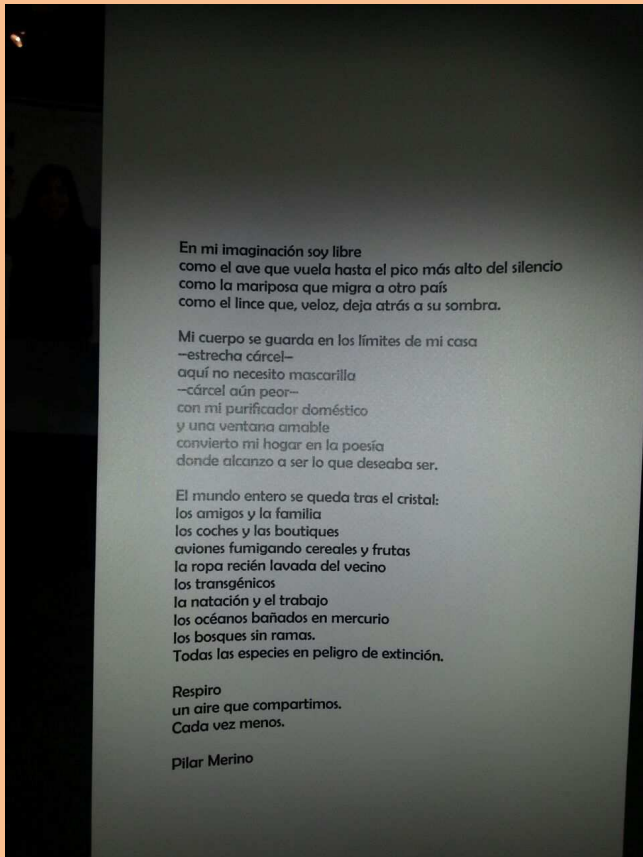 En mi imaginación soy libre
como el ave que vuela hasta el pico más alto del silencio
como la mariposa que migra a otro país
como el lince que, veloz, deja atrás a su sombra.
Mi cuerpo se guarda en los límites de mi casa
–estrecha cárcel–
aquí no necesito mascarilla
–cárcel aún peor–
con mi purificador doméstico
y una ventana amable
convierto mi hogar en la poesía
donde alcanzo a ser lo que deseaba ser.
El mundo entero se queda tras el cristal:
los amigos y la familia
los coches y las boutiques
aviones fumigando cereales y frutas
la ropa recién lavada del vecino
los transgénicos
la natación y el trabajo
los océanos bañados en mercurio
los bosques sin ramas.
Todas las especies en peligro de extinción.
Respiro
un aire que compartimos.
Cada vez menos.
Pilar Merino